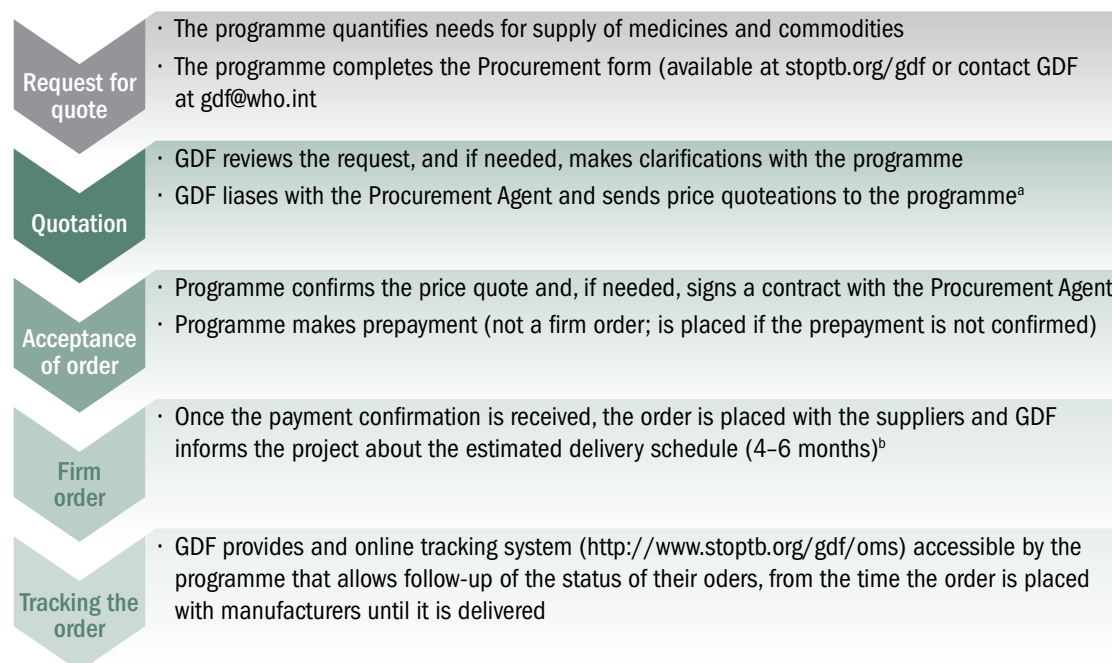 Request for
quote
· The programme quantifies needs for supply of medicines and commodities
· The programme completes the Procurement form (available at stoptb.org/gdf or contact GDF
at gdf@who.int
Quotation
· GDF reviews the request, and if needed, makes clarifications with the programme
· GDF liases with the Procurement Agent and sends price quoteations to the programmeᵃ
Acceptance
of order
· Programme confirms the price quote and, if needed, signs a contract with the Procurement Agent
· Programme makes prepayment (not a firm order; is placed if the prepayment is not confirmed)
Firm
order
· Once the payment confirmation is received, the order is placed with the suppliers and GDF
informs the project about the estimated delivery schedule (4–6 months)ᵇ
Tracking the
order
· GDF provides and online tracking system (http://www.stoptb.org/gdf/oms) accessible by the
programme that allows follow-up of the status of their oders, from the time the order is placed
with manufacturers until it is delivered